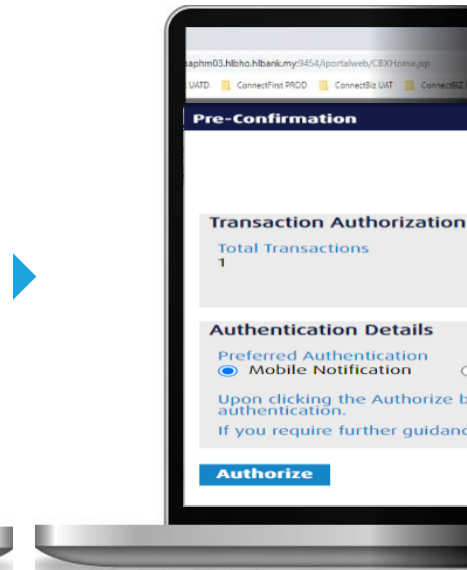 saphm03.hlbho.hlbank.my:9454/iportalweb/CBXHome.jsp
UATD ConnectFirst PROD ConnectBiz UAT ConnectBIZ
Pre-Confirmation
Transaction Authorization
Total Transactions
1
Authentication Details
Preferred Authentication
Mobile Notification
Upon clicking the Authorize b
authentication.
If you require further guidanc
Authorize